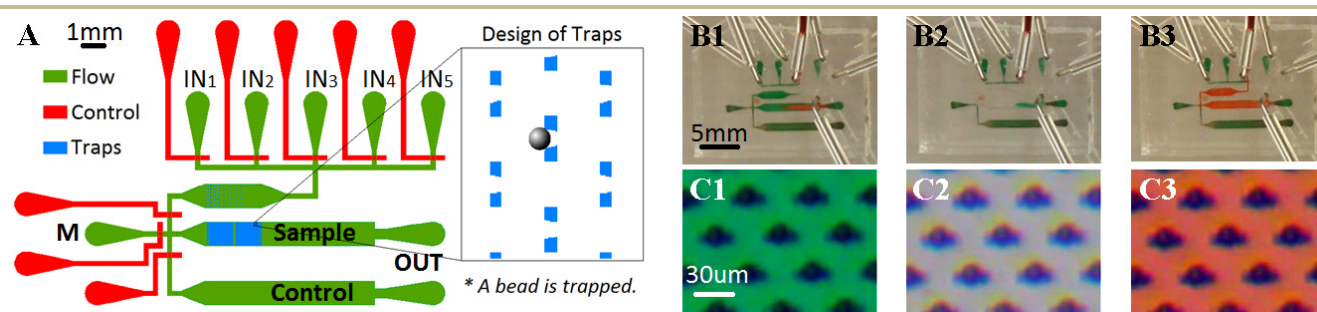 A
1mm
Flow
Control
Traps
IN1
IN2
IN3
IN4
IN5
M
Sample
OUT
Control
Design of Traps
* A bead is trapped.
B1
5mm
B2
B3
C1
30um
C2
C3